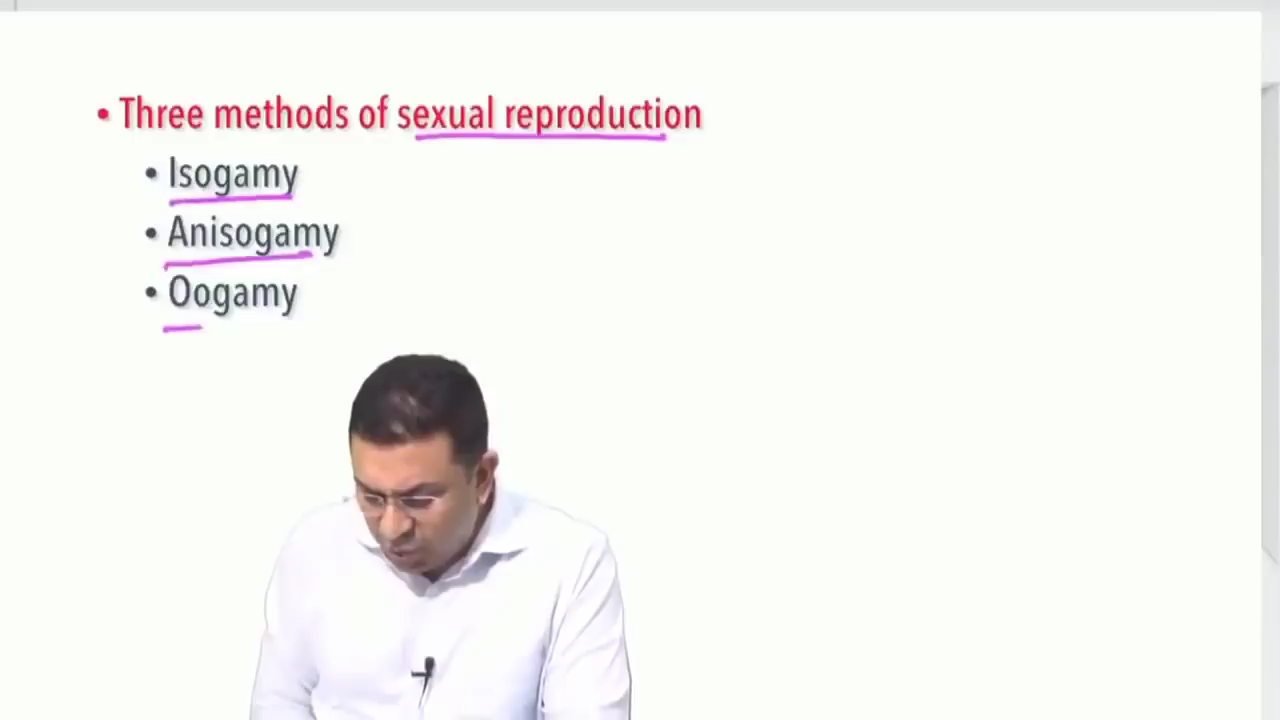 • Three methods of sexual reproduction
• Isogamy
• Anisogamy
• Oogamy